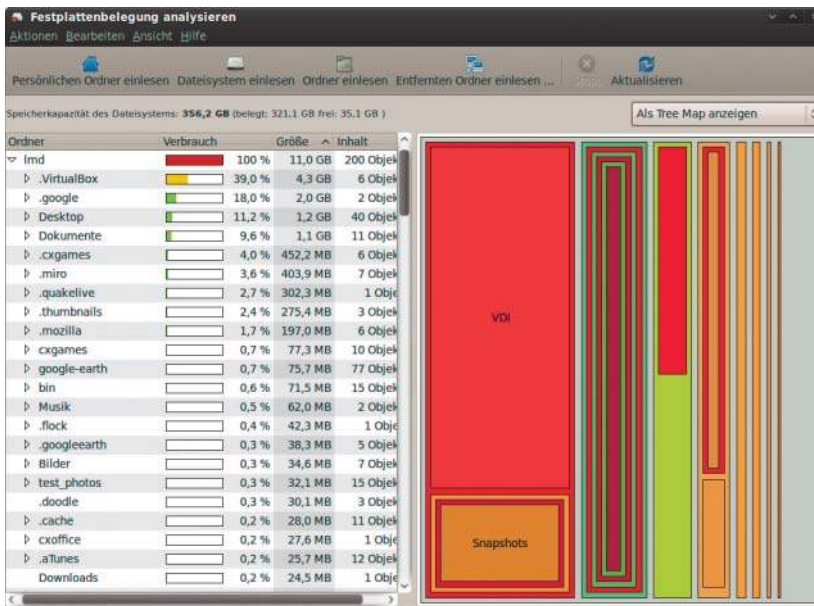 Festplattenbelegung analysieren
Aktionen Bearbeiten Ansicht Hilfe
Persönlichen Ordner einlesen Dateisystem einlesen Ordner einlesen Entfernten Ordner einlesen ... Stopp Aktualisieren
Speicherkapazität des Dateisystems: 356,2 GB (belegt: 321,1 GB frei: 35,1 GB )
Als Tree Map anzeigen
Ordner Verbrauch Größe Inhalt
lmd 100 % 11,0 GB 200 Objek
.VirtualBox 39,0 % 4,3 GB 6 Objek
.google 18,0 % 2,0 GB 2 Objek
Desktop 11,2 % 1,2 GB 40 Objek
Dokumente 9,6 % 1,1 GB 11 Objek
.cxgames 4,0 % 452,2 MB 6 Objek
.miro 3,6 % 403,9 MB 7 Objek
.quakelive 2,7 % 302,3 MB 1 Obje
.thumbnails 2,4 % 275,4 MB 3 Objek
.mozilla 1,7 % 197,0 MB 6 Objek
cxgames 0,7 % 77,3 MB 10 Objek
google-earth 0,7 % 75,7 MB 77 Objek
bin 0,6 % 71,5 MB 15 Objek
Musik 0,5 % 62,0 MB 2 Objek
.flock 0,4 % 42,3 MB 1 Obje
.googleearth 0,3 % 38,3 MB 5 Objek
Bilder 0,3 % 34,6 MB 7 Objek
test_photos 0,3 % 32,1 MB 15 Objek
.doodle 0,3 % 30,1 MB 3 Objek
.cache 0,2 % 28,0 MB 11 Objek
cxoffice 0,2 % 27,6 MB 1 Obje
.aTunes 0,2 % 25,7 MB 12 Objek
Downloads 0,2 % 24,5 MB 1 Obje
VDI
Snapshots